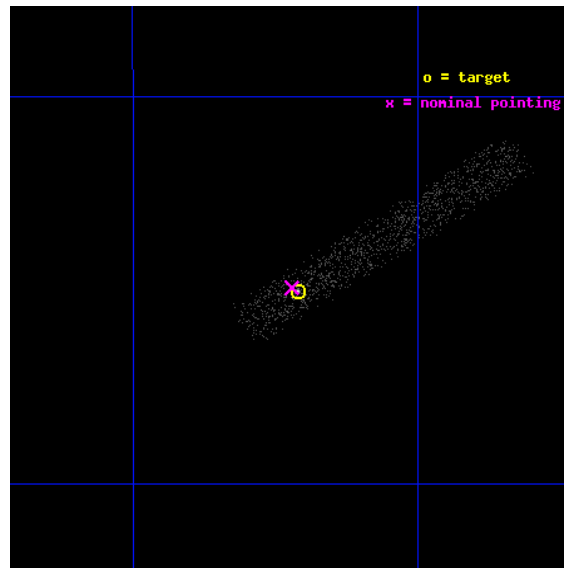 o = target
x = nominal pointing